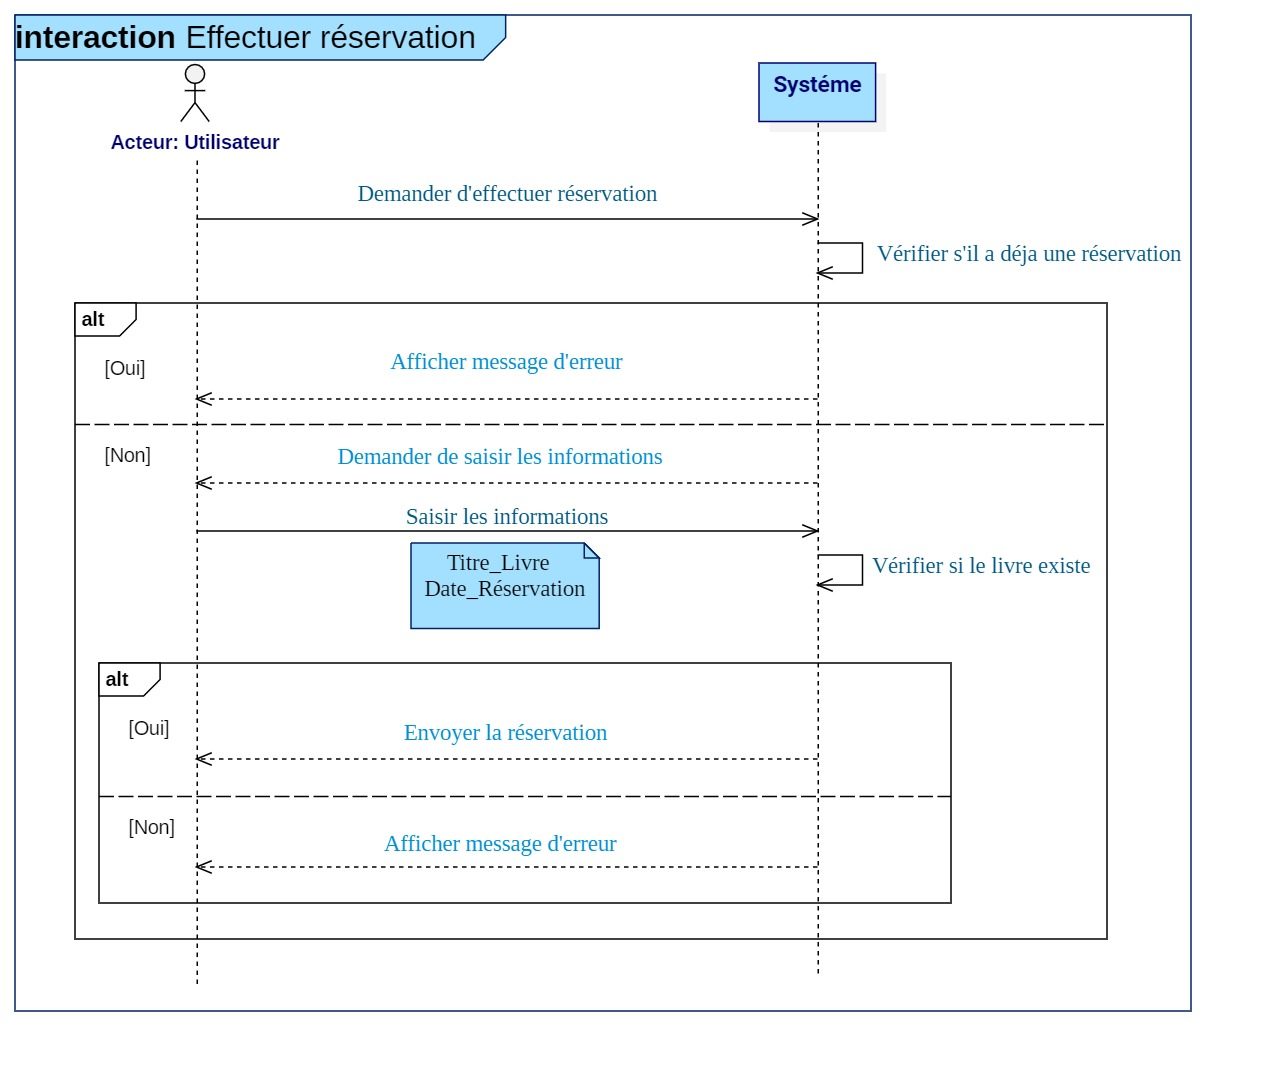 interaction Effectuer réservation
Systéme
Acteur: Utilisateur
Demander d'effectuer réservation
Vérifier s'il a déja une réservation
alt
[Oui]
Afficher message d'erreur
[Non]
Demander de saisir les informations
Saisir les informations
Titre_Livre
Date_Réservation
Vérifier si le livre existe
alt
[Oui]
Envoyer la réservation
[Non]
Afficher message d'erreur